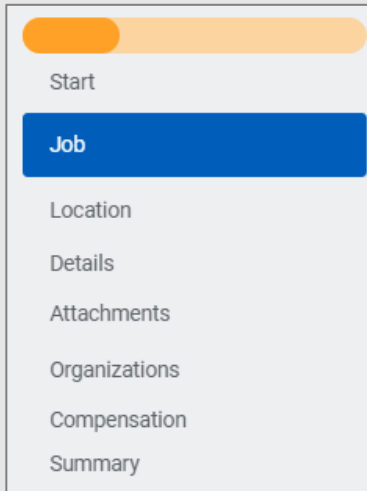 Start
Job
Location
Details
Attachments
Organizations
Compensation
Summary